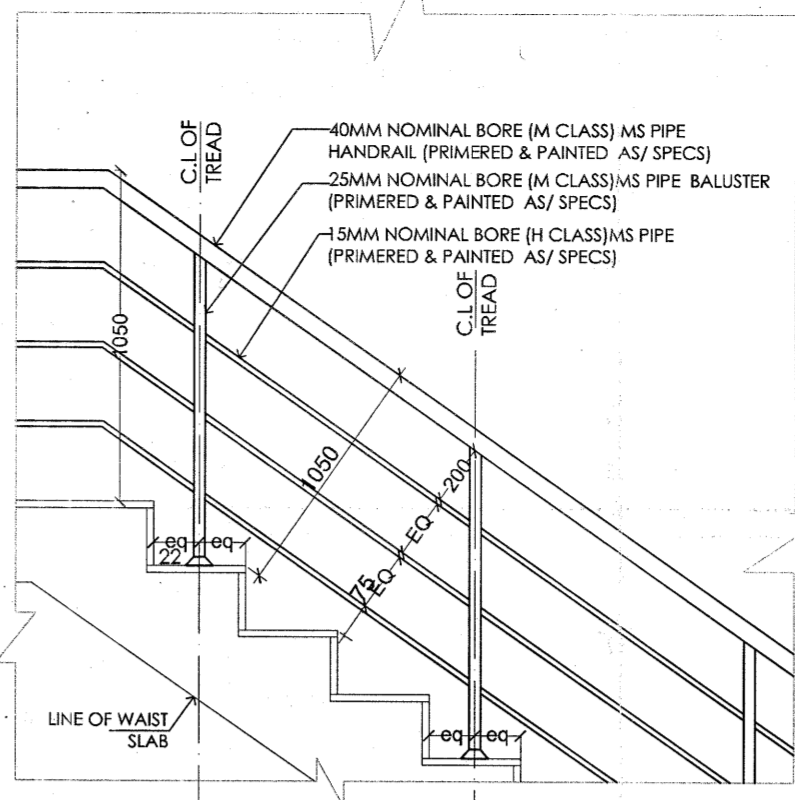 C.L OF
TREAD
40MM NOMINAL BORE (M CLASS) MS PIPE
HANDRAIL (PRIMERED & PAINTED AS/ SPECS)
25MM NOMINAL BORE (M CLASS)MS PIPE BALUSTER
(PRIMERED & PAINTED AS/ SPECS)
15MM NOMINAL BORE (H CLASS)MS PIPE
(PRIMERED & PAINTED AS/ SPECS)
C.L OF
TREAD
1050
1050
200
EQ
EQ
75
eq eq
22
LINE OF WAIST
SLAB
eq eq